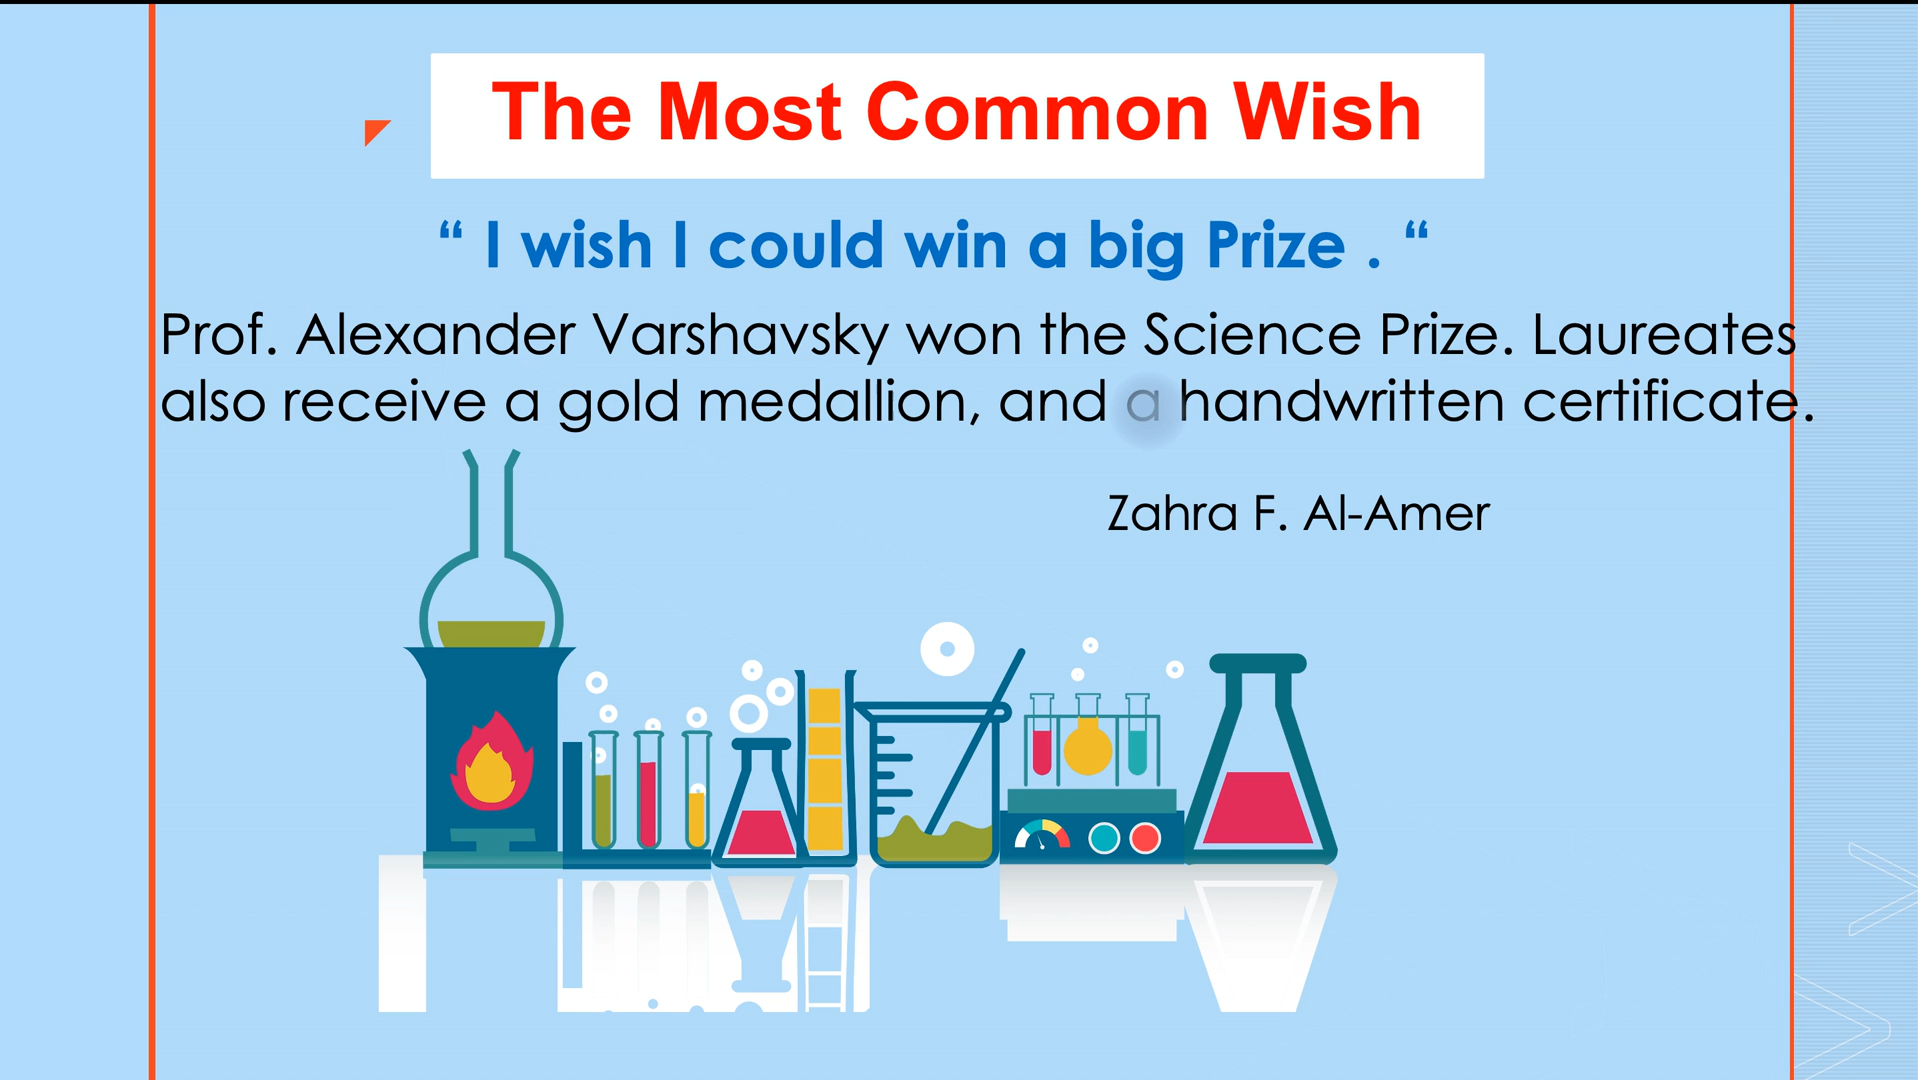 The Most Common Wish
“ I wish I could win a big Prize . “
Prof. Alexander Varshavsky won the Science Prize. Laureates
also receive a gold medallion, and a handwritten certificate.
Zahra F. Al-Amer